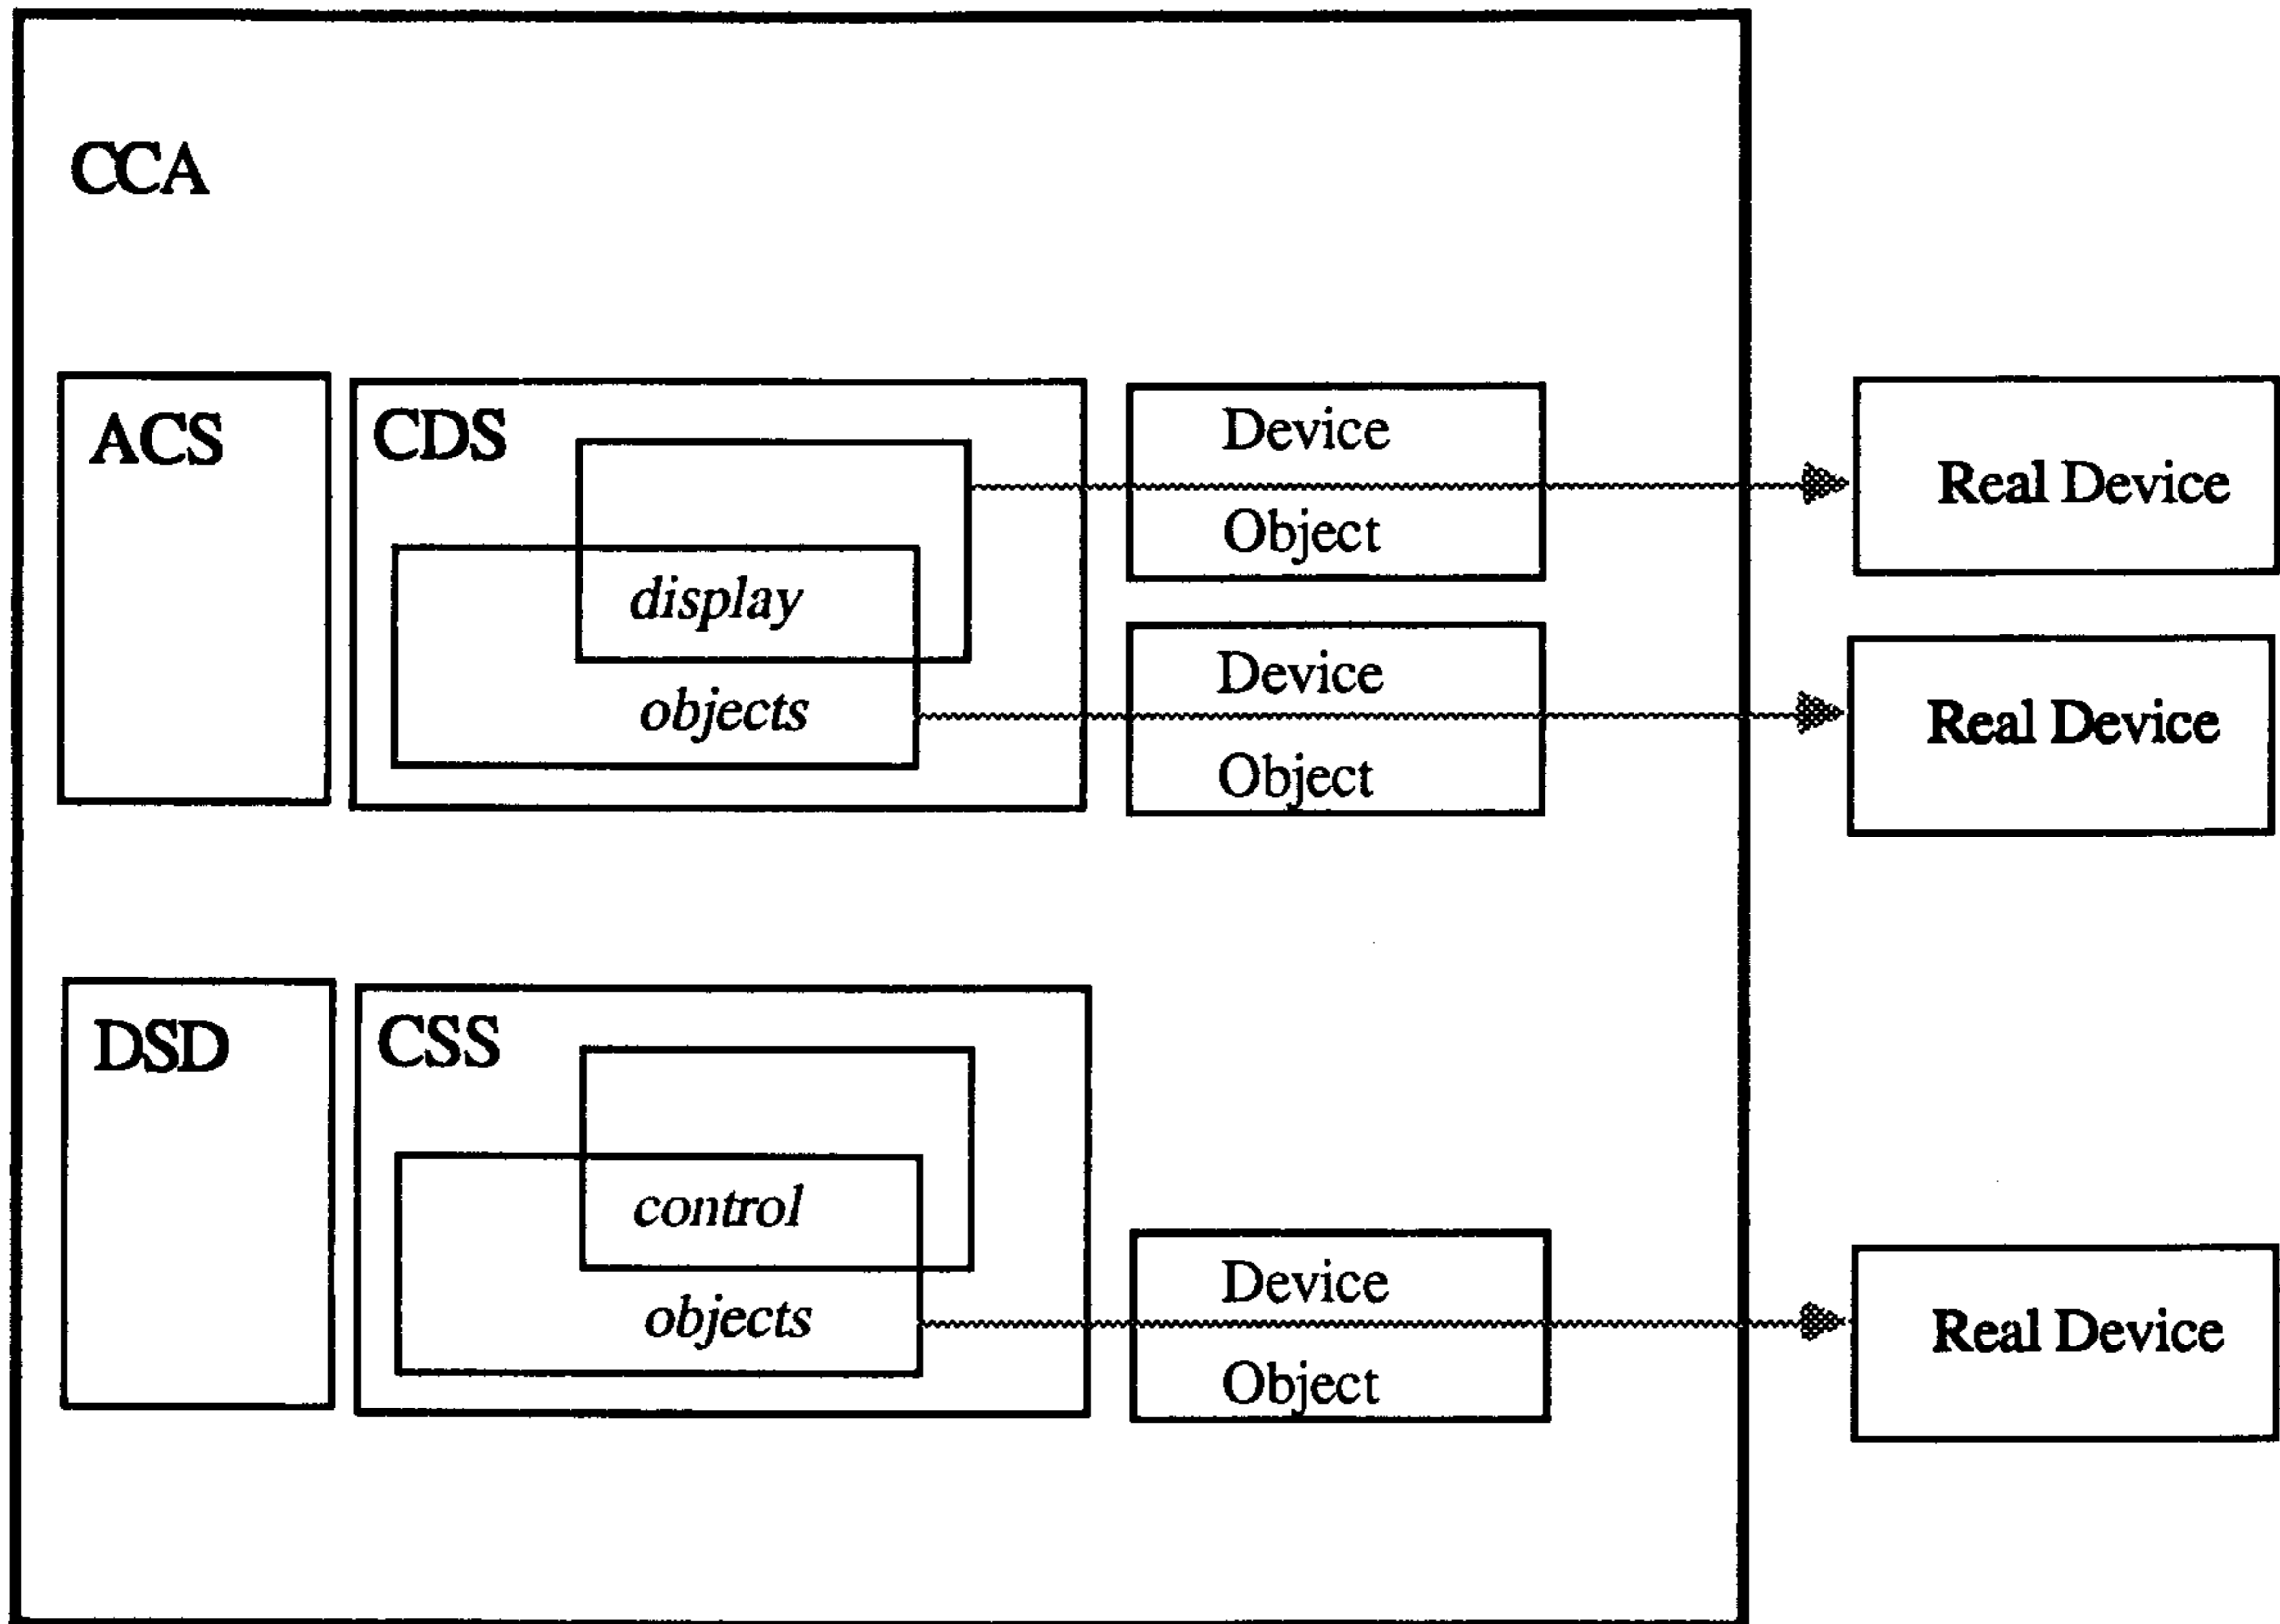 CCA
ACS
CDS
display
objects
Device
Object
Real Device
Device
Object
Real Device
DSD
CSS
control
objects
Device
Object
Real Device